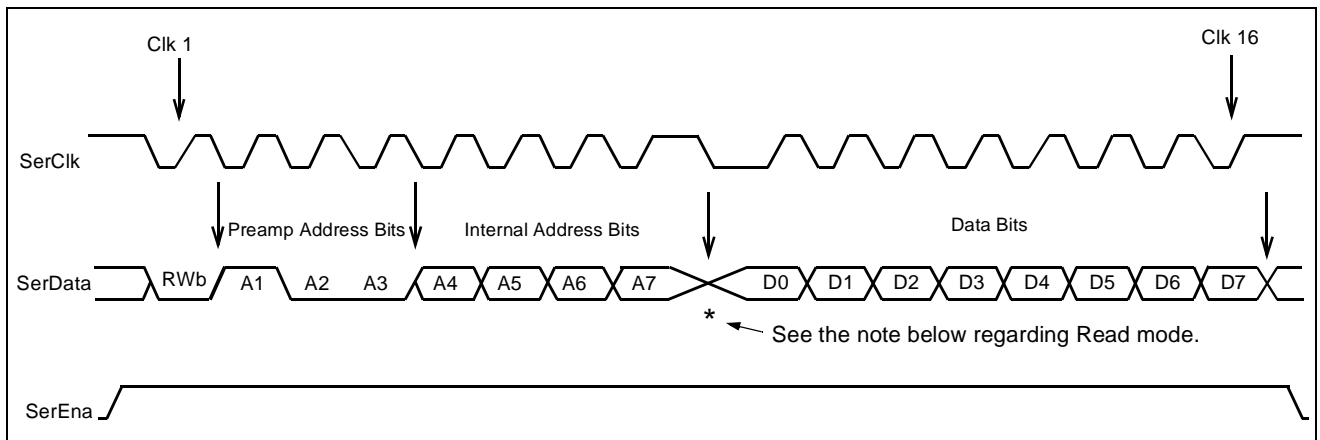 Clk 1
Clk 16
SerClk
Preamp Address Bits
Internal Address Bits
Data Bits
SerData
RWb A1 A2 A3 A4 A5 A6 A7 D0 D1 D2 D3 D4 D5 D6 D7
*
See the note below regarding Read mode.
SerEna